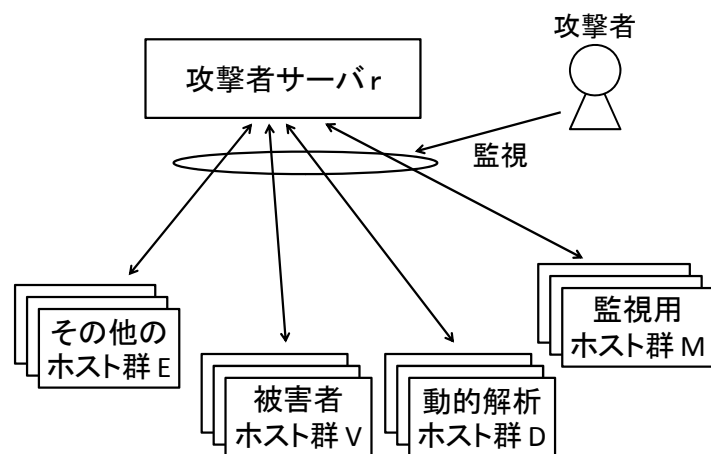 攻撃者
攻撃者サーバr
監視
その他の
ホスト群 E
被害者
ホスト群 V
動的解析
ホスト群 D
監視用
ホスト群 M